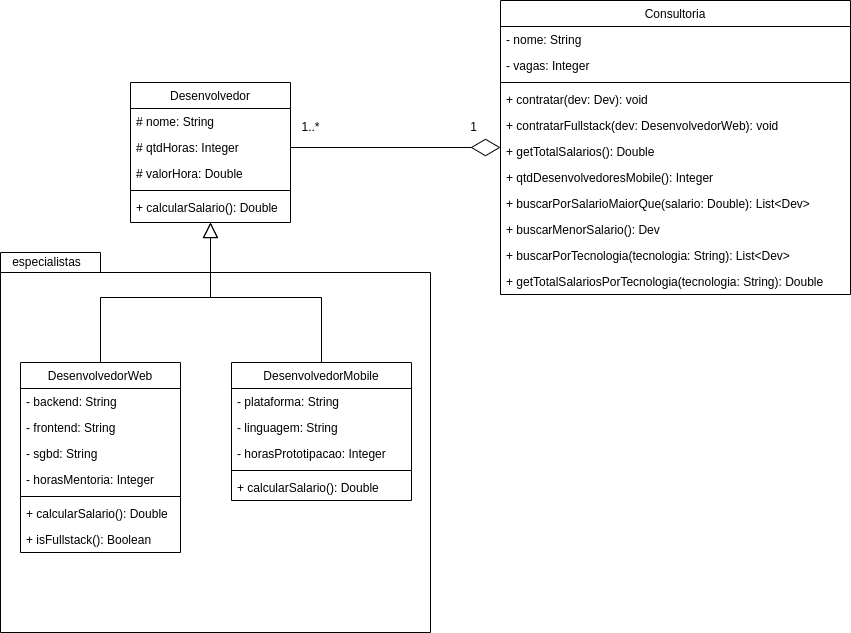 Consultoria
- nome: String
- vagas: Integer
+ contratar(dev: Dev): void
+ contratarFullstack(dev: DesenvolvedorWeb): void
+ getTotalSalarios(): Double
+ qtdDesenvolvedoresMobile(): Integer
+ buscarPorSalarioMaiorQue(salario: Double): List<Dev>
+ buscarMenorSalario(): Dev
+ buscarPorTecnologia(tecnologia: String): List<Dev>
+ getTotalSalariosPorTecnologia(tecnologia: String): Double
Desenvolvedor
# nome: String
# qtdHoras: Integer
# valorHora: Double
+ calcularSalario(): Double
1..*
1
especialistas
DesenvolvedorWeb
- backend: String
- frontend: String
- sgbd: String
- horasMentoria: Integer
+ calcularSalario(): Double
+ isFullstack(): Boolean
DesenvolvedorMobile
- plataforma: String
- linguagem: String
- horasPrototipacao: Integer
+ calcularSalario(): Double